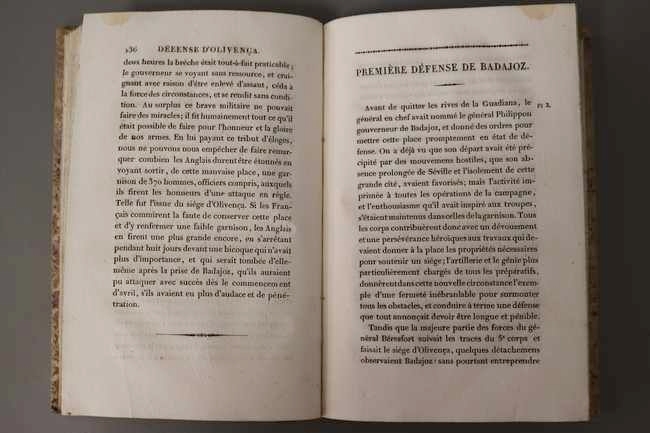 236 DÉFENSE D'OLIVENÇA.
deux heures la brêche était tout-à-fait praticable;
le gouverneur se voyant sans ressource, et crai-
gnant avec raison d'être enlevé d'assaut, céda à
la force des circonstances, et se rendit sans condi-
tion. Au surplus ce brave militaire ne pouvait
faire des miracles; il fit humainement tout ce qu'il
était possible de faire pour l'honneur et la gloire
de nos armes. En lui payant ce tribut d'éloges,
nous ne pouvons nous empêcher de faire remar-
quer combien les Anglais durent être étonnés en
voyant sortir, de cette mauvaise place, une gar-
nison de 370 hommes, officiers compris, auxquels
ils firent les honneurs d'une attaque en règle.
Telle fut l'issue du siége d'Olivença. Si les Fran-
çais commirent la faute de conserver cette place
et d'y renfermer une faible garnison, les Anglais
en firent une plus grande encore, en s'arrêtant
pendant huit jours devant une bicoque qui n'avait
plus d'importance, et qui serait tombée d'elle-
même après la prise de Badajoz, qu'ils auraient
pu attaquer avec succès dès le commencement
d'avril, s'ils avaient eu plus d'audace et de péné-
tration.
PREMIÈRE DÉFENSE DE BADAJOZ.
Avant de quitter les rives de la Guadiana, le
Pl 2.
général en chef avait nommé le général Philippon
gouverneur de Badajoz, et donné des ordres pour
mettre cette place promptement en état de dé-
fense. On a déjà vu que son départ avait été pré-
cipité par des mouvemens hostiles, que son ab-
sence prolongée de Séville et l'isolement de cette
grande cité, avaient favorisés; mais l'activité im-
primée à toutes les opérations de la campagne,
et l'enthousiasme qu'il avait inspiré aux troupes,
s'étaient maintenus dans celles de la garnison. Tous
les corps contribuèrent donc avec un dévouement
et une persévérance héroïques aux travaux qui de-
vaient donner à la place les propriétés nécessaires
pour soutenir un siége; l'artillerie et le génie plus
particulièrement chargés de tous les préparatifs,
donnèrent dans cette nouvelle circonstance l'exem-
ple d'une fermeté inébranlable pour surmonter
tous les obstacles, et conduire à terme une défense
que tout annonçait devoir être longue et pénible.
Tandis que la majeure partie des forces du gé-
néral Béresfort suivait les traces du 5e corps et
faisait le siége d'Olivença, quelques détachemens
observaient Badajoz sans pourtant entreprendre